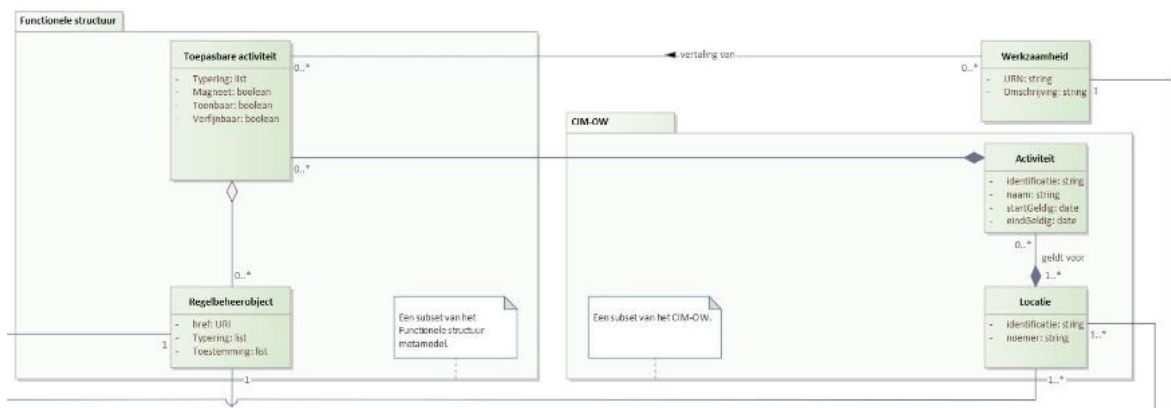 Functionele structuur
Toepasbare activiteit
- Typering: list
- Magneet: boolean
- Toonbaar: boolean
- Verfijnbaar: boolean
0..*
vertaling van
0..*
Werkzaamheid
- URN: string
- Omschrijving: string
1
CIM-OW
0..*
Activiteit
- identificatie: string
- naam: string
- startGeldig: date
- eindGeldig: date
0..*
geldt voor
1..*
0..*
Regelbeheerobject
- href: URI
- Typering: list
- Toestemming: list
1
1
Een subset van het
Functionele structuur
metamodel.
Een subset van het CIM-OW.
Locatie
- identificatie: string
- noemer: string
1..*
1..*